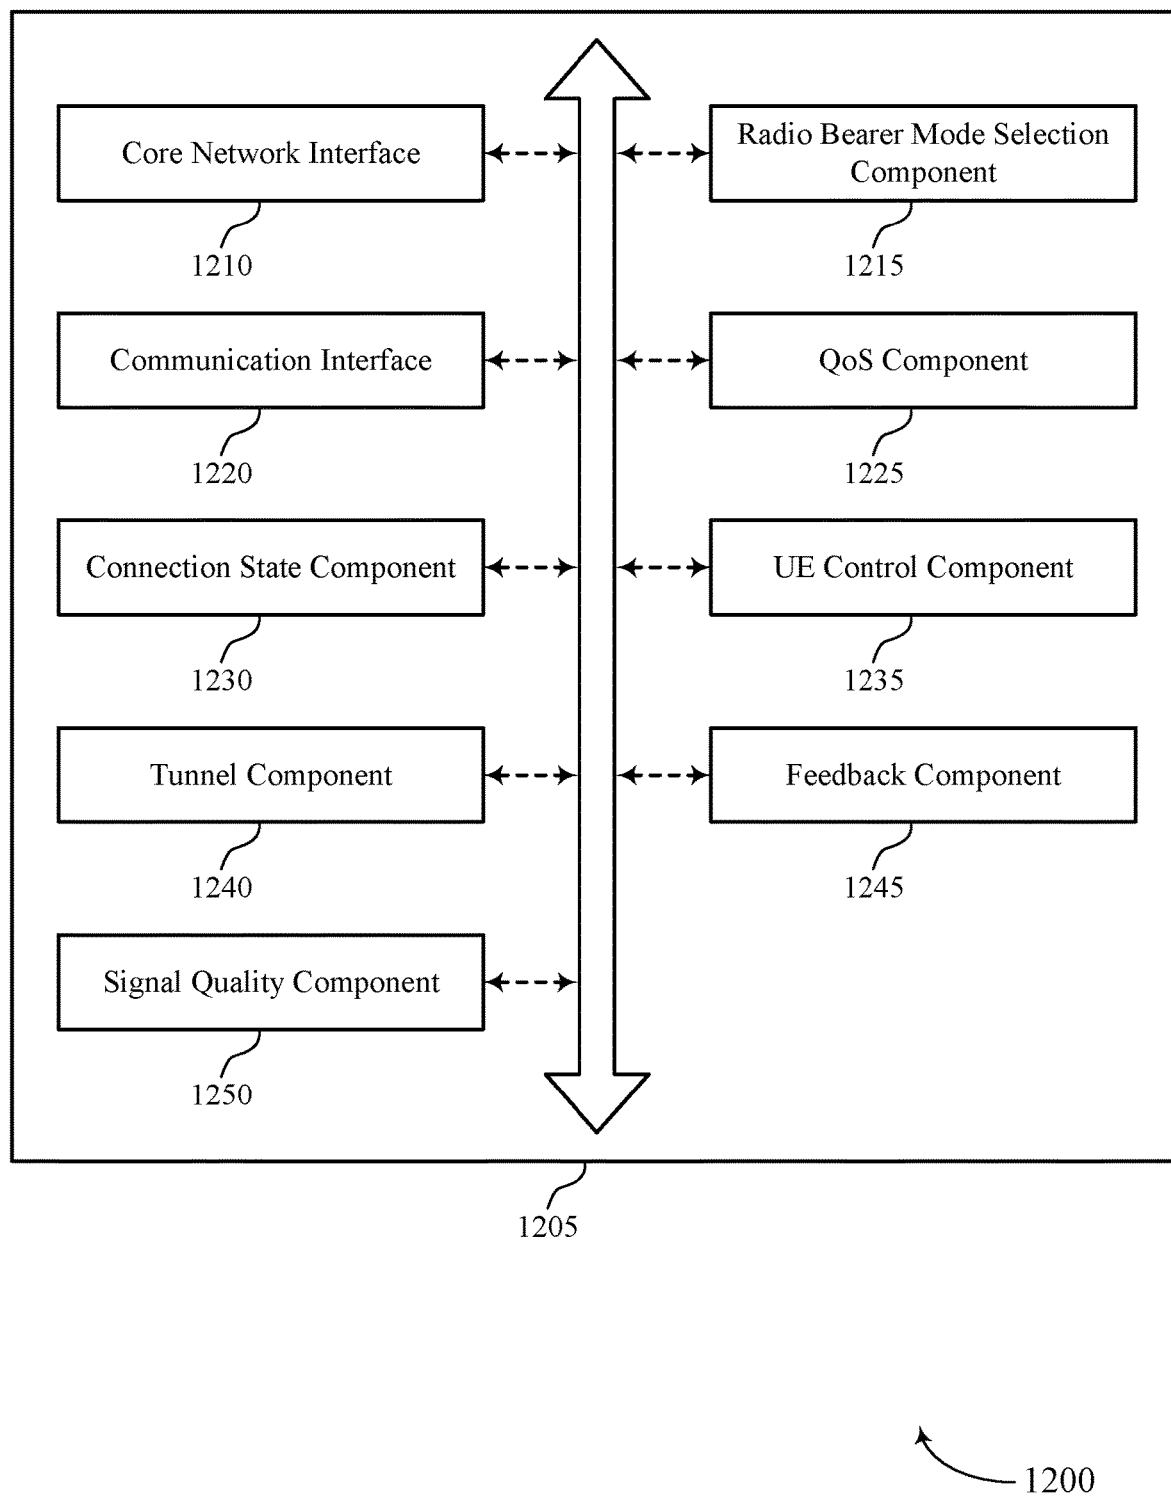 Core Network Interface
1210
Radio Bearer Mode Selection
Component
1215
Communication Interface
1220
QoS Component
1225
Connection State Component
1230
UE Control Component
1235
Tunnel Component
1240
Feedback Component
1245
Signal Quality Component
1250
1205
1200